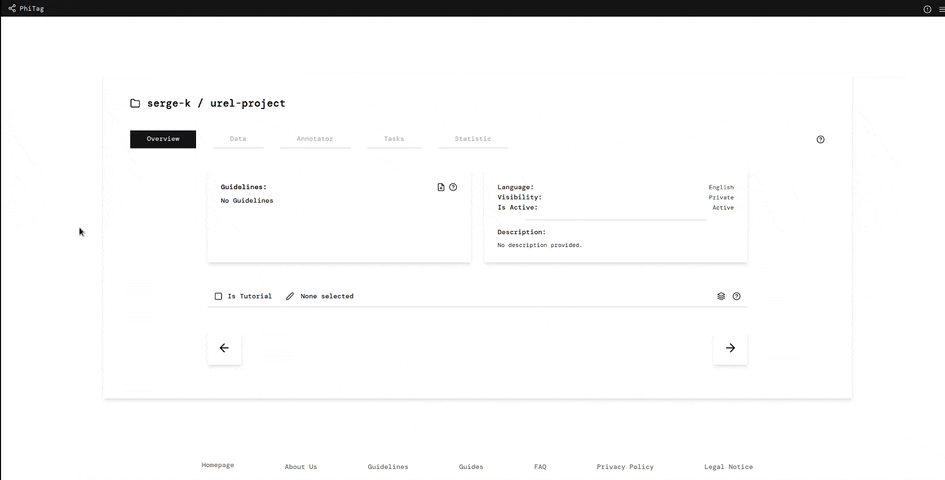 PhiTag
serge-k / urel-project
Overview
Data
Annotator
Tasks
Statistic
Guidelines:
No Guidelines
Language:
English
Visibility:
Private
Is Active:
Active
Description:
No description provided.
Is Tutorial
None selected
Homepage
About Us
Guidelines
Guides
FAQ
Privacy Policy
Legal Notice